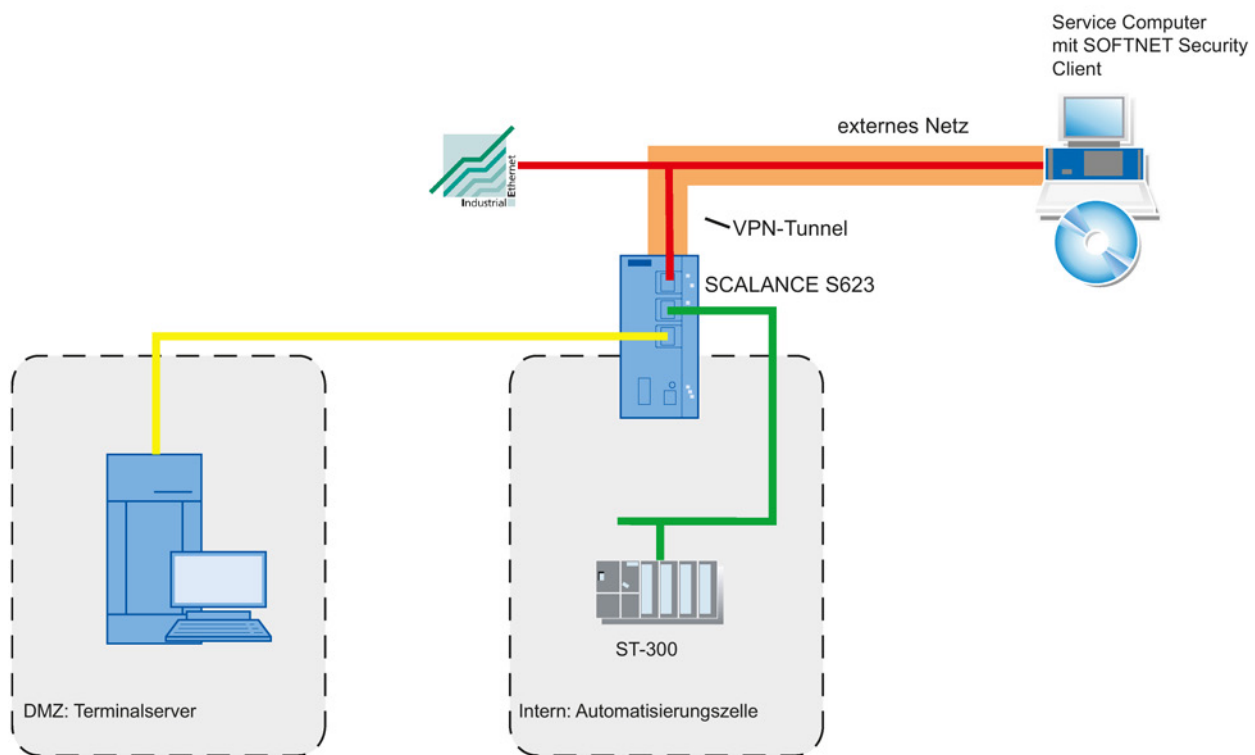 Service Computer
mit SOFTNET Security
Client
externes Netz
Industrial
Ethernet
VPN-Tunnel
SCALANCE S623
ST-300
DMZ: Terminalserver
Intern: Automatisierungszelle